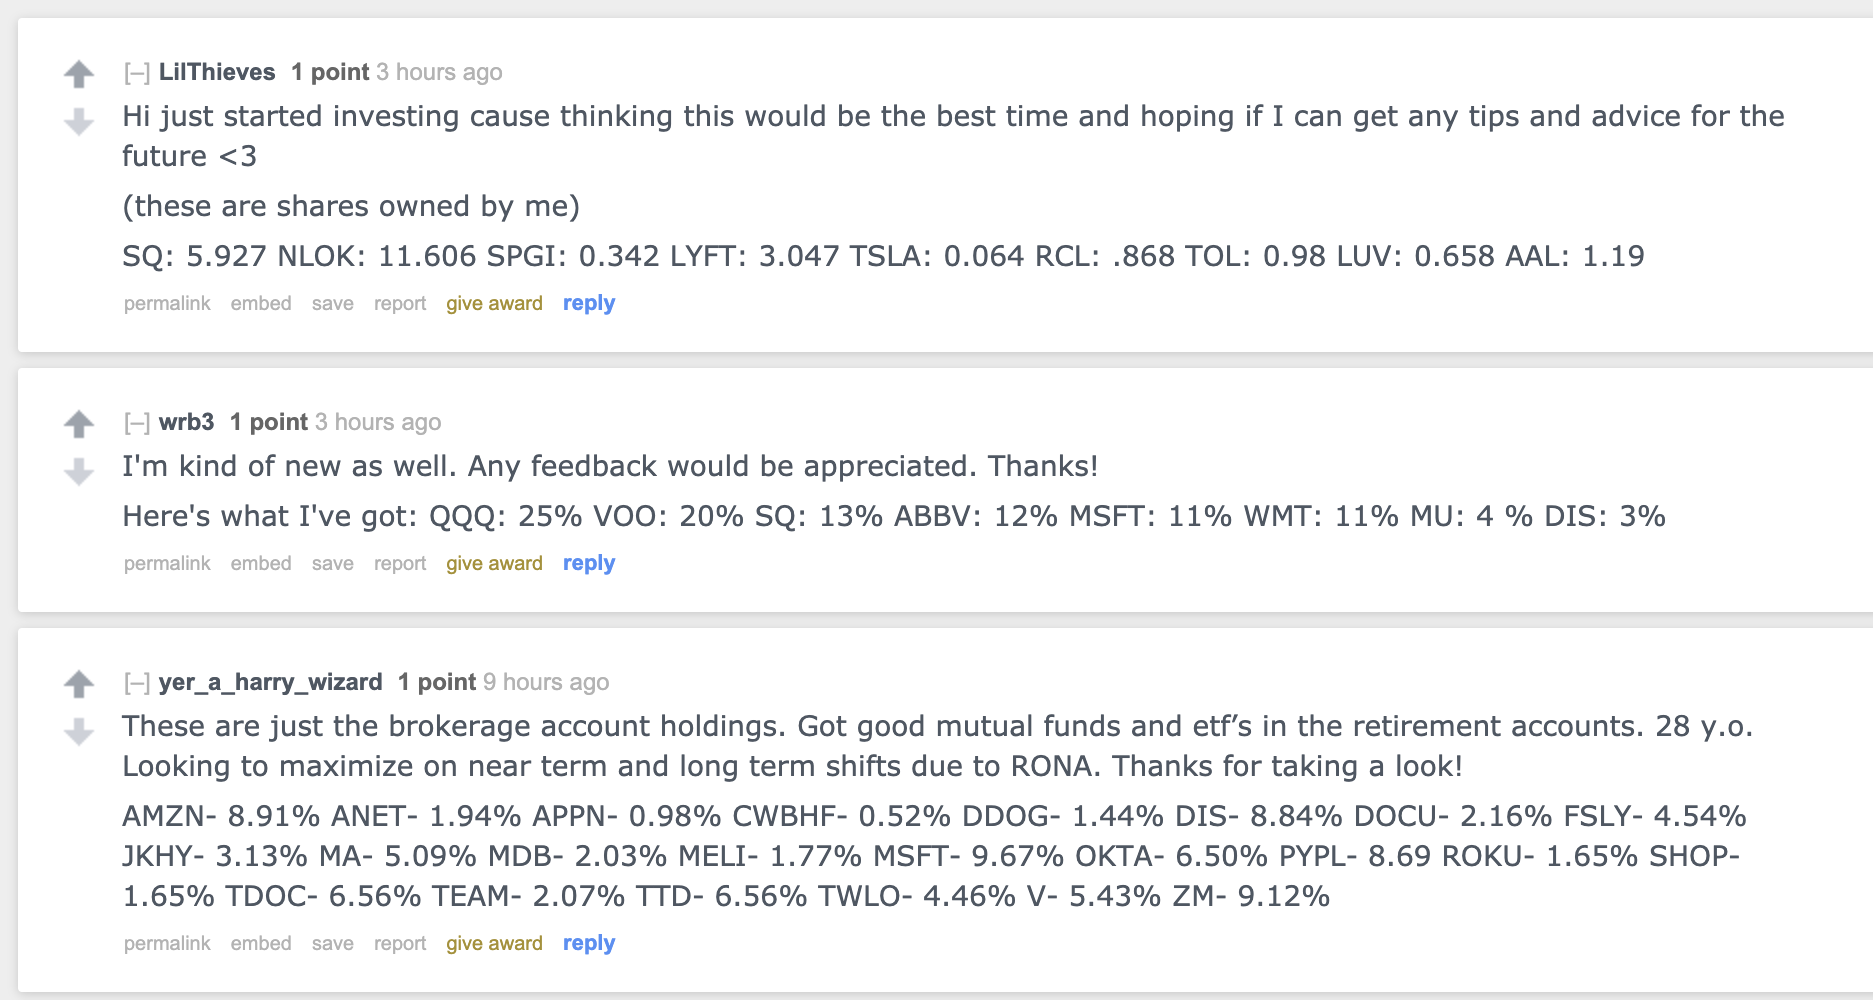 [–] LilThieves 1 point 3 hours ago
Hi just started investing cause thinking this would be the best time and hoping if I can get any tips and advice for the
future <3
(these are shares owned by me)
SQ: 5.927 NLOK: 11.606 SPGI: 0.342 LYFT: 3.047 TSLA: 0.064 RCL: .868 TOL: 0.98 LUV: 0.658 AAL: 1.19
permalink embed save report give award reply
[–] wrb3 1 point 3 hours ago
I'm kind of new as well. Any feedback would be appreciated. Thanks!
Here's what I've got: QQQ: 25% VOO: 20% SQ: 13% ABBV: 12% MSFT: 11% WMT: 11% MU: 4 % DIS: 3%
permalink embed save report give award reply
[–] yer_a_harry_wizard 1 point 9 hours ago
These are just the brokerage account holdings. Got good mutual funds and etf’s in the retirement accounts. 28 y.o.
Looking to maximize on near term and long term shifts due to RONA. Thanks for taking a look!
AMZN- 8.91% ANET- 1.94% APPN- 0.98% CWBHF- 0.52% DDOG- 1.44% DIS- 8.84% DOCU- 2.16% FSLY- 4.54%
JKHY- 3.13% MA- 5.09% MDB- 2.03% MELI- 1.77% MSFT- 9.67% OKTA- 6.50% PYPL- 8.69 ROKU- 1.65% SHOP-
1.65% TDOC- 6.56% TEAM- 2.07% TTD- 6.56% TWLO- 4.46% V- 5.43% ZM- 9.12%
permalink embed save report give award reply